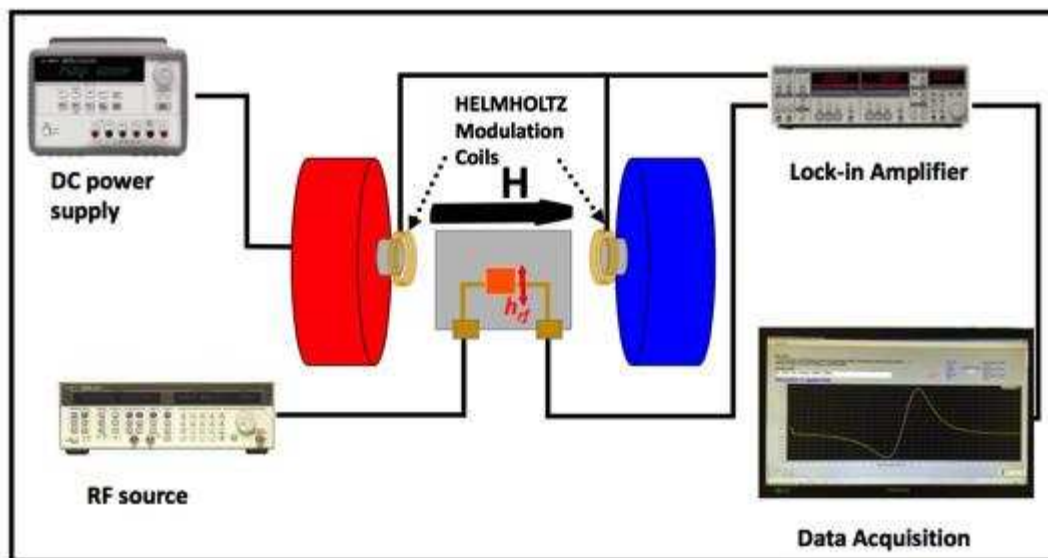 HELMHOLTZ
Modulation
Coils
H
DC power
supply
Lock-in Amplifier
h_rf
RF source
Data Acquisition